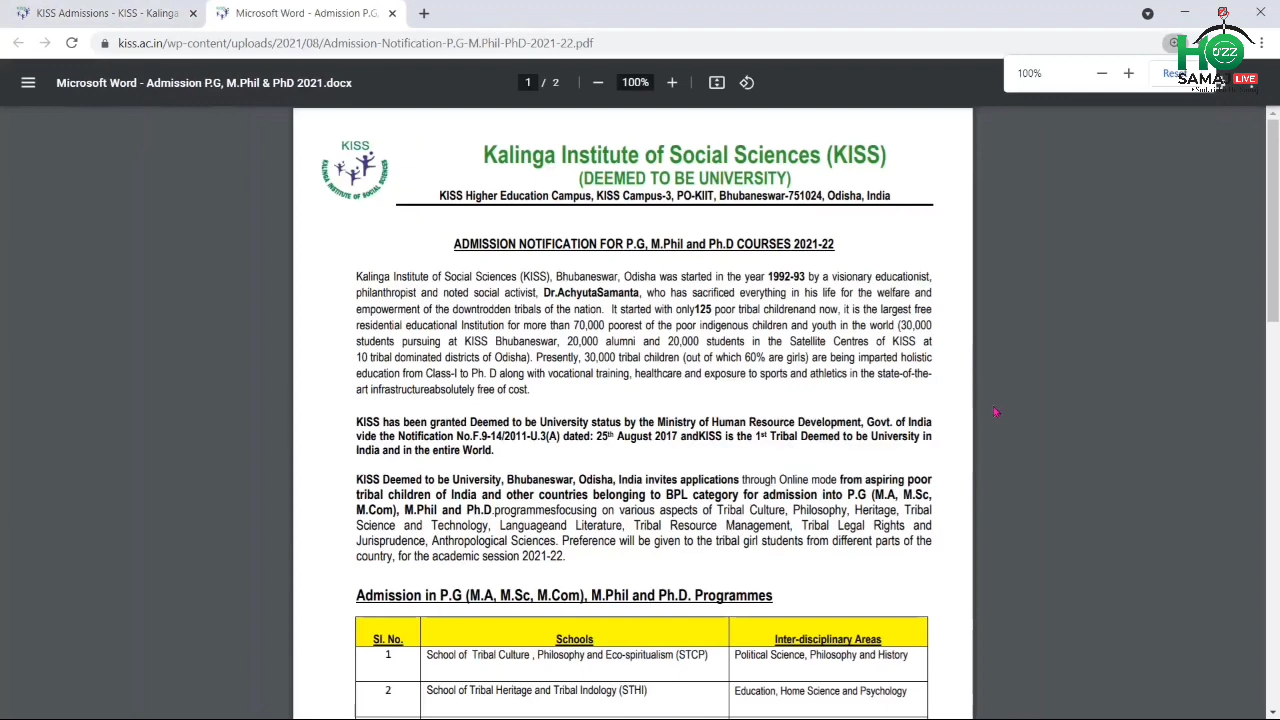 KISS Admissions - KISS - Kalinga
Microsoft Word - Admission P.G,
kiss.ac.in/wp-content/uploads/2021/08/Admission-Notification-P.G-M.Phil-PhD-2021-22.pdf
HO'ZZ
SAMAJ LIVE
100%
Reset
Microsoft Word - Admission P.G, M.Phil & PhD 2021.docx
1 / 2
100%
KISS
KALINGA INSTITUTE OF SOCIAL SCIENCES
Kalinga Institute of Social Sciences (KISS)
(DEEMED TO BE UNIVERSITY)
KISS Higher Education Campus, KISS Campus-3, PO-KIIT, Bhubaneswar-751024, Odisha, India
ADMISSION NOTIFICATION FOR P.G, M.Phil and Ph.D COURSES 2021-22
Kalinga Institute of Social Sciences (KISS), Bhubaneswar, Odisha was started in the year 1992-93 by a visionary educationist,
philanthropist and noted social activist, Dr.AchyutaSamanta, who has sacrificed everything in his life for the welfare and
empowerment of the downtrodden tribals of the nation. It started with only125 poor tribal childrenand now, it is the largest free
residential educational Institution for more than 70,000 poorest of the poor indigenous children and youth in the world (30,000
students pursuing at KISS Bhubaneswar, 20,000 alumni and 20,000 students in the Satellite Centres of KISS at
10 tribal dominated districts of Odisha). Presently, 30,000 tribal children (out of which 60% are girls) are being imparted holistic
education from Class-I to Ph. D along with vocational training, healthcare and exposure to sports and athletics in the state-of-the-
art infrastructureabsolutely free of cost.
KISS has been granted Deemed to be University status by the Ministry of Human Resource Development, Govt. of India
vide the Notification No.F.9-14/2011-U.3(A) dated: 25th August 2017 andKISS is the 1st Tribal Deemed to be University in
India and in the entire World.
KISS Deemed to be University, Bhubaneswar, Odisha, India invites applications through Online mode from aspiring poor
tribal children of India and other countries belonging to BPL category for admission into P.G (M.A, M.Sc,
M.Com), M.Phil and Ph.D.programmesfocusing on various aspects of Tribal Culture, Philosophy, Heritage, Tribal
Science and Technology, Languageand Literature, Tribal Resource Management, Tribal Legal Rights and
Jurisprudence, Anthropological Sciences. Preference will be given to the tribal girl students from different parts of the
country, for the academic session 2021-22.
Admission in P.G (M.A, M.Sc, M.Com), M.Phil and Ph.D. Programmes
Sl. No. Schools Inter-disciplinary Areas
1 School of Tribal Culture , Philosophy and Eco-spiritualism (STCP) Political Science, Philosophy and History
2 School of Tribal Heritage and Tribal Indology (STHI) Education, Home Science and Psychology